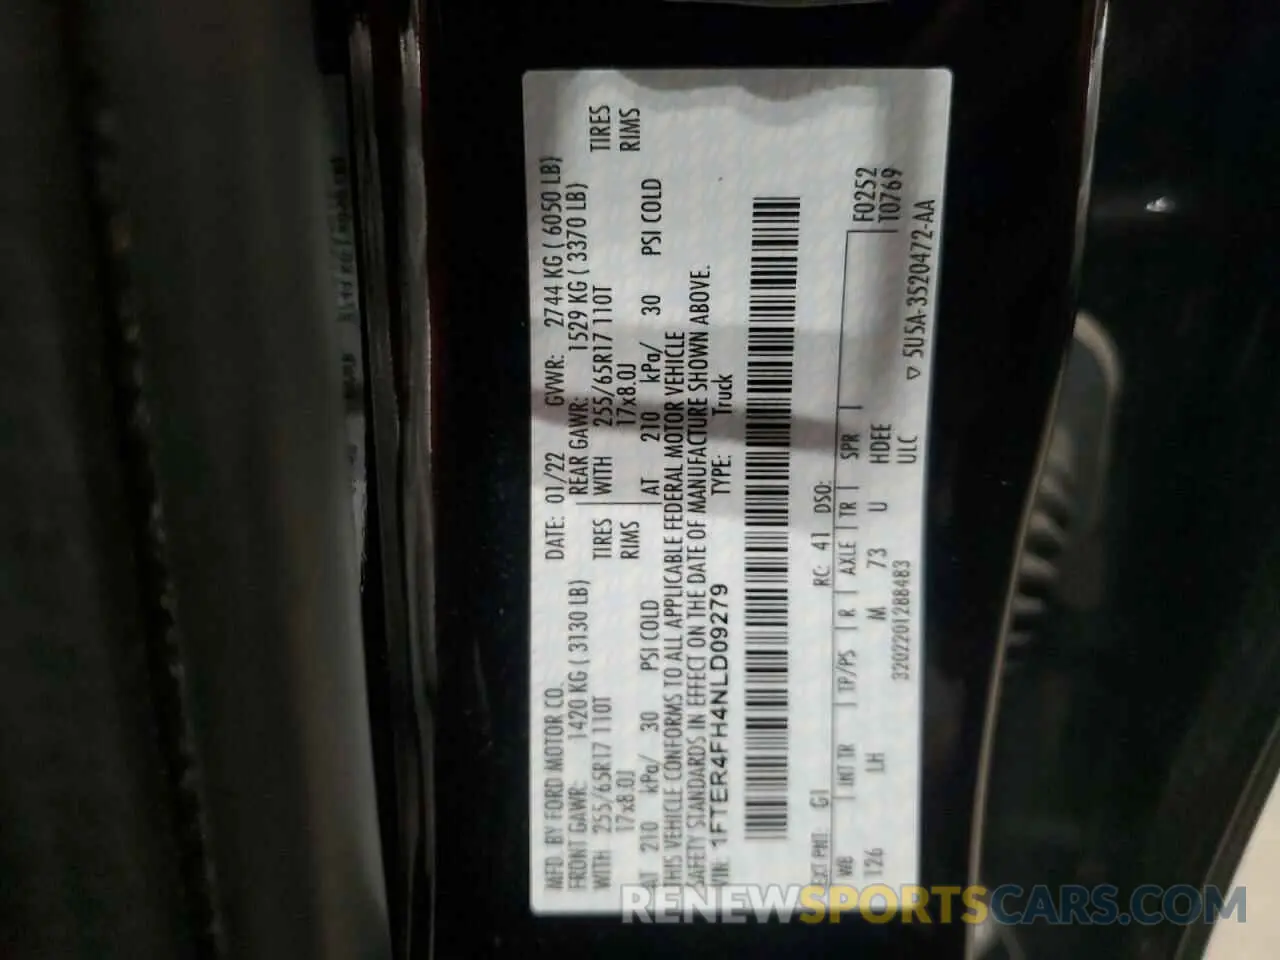 MFD. BY FORD MOTOR CO.
DATE: 01/22 GVWR: 2744 KG ( 6050 LB)
FRONT GAWR: 1420 KG ( 3130 LB) REAR GAWR: 1529 KG ( 3370 LB)
WITH 255/65R17 110T TIRES WITH 255/65R17 110T TIRES
17x8.0J RIMS 17x8.0J RIMS
AT 210 kPa/ 30 PSI COLD AT 210 kPa/ 30 PSI COLD
THIS VEHICLE CONFORMS TO ALL APPLICABLE FEDERAL MOTOR VEHICLE
SAFETY STANDARDS IN EFFECT ON THE DATE OF MANUFACTURE SHOWN ABOVE.
VIN: 1FTER4FH4NLD09279 TYPE: Truck
EXT PNT: G1 RC: 41 DSO:
WB INT TR TP/PS R AXLE TR SPR F0252
126 LH M 73 U HDEE T0769
3202201288483 ULC
▽ 5U5A-3520472-AA
RENEWSPORTSCARS.COM